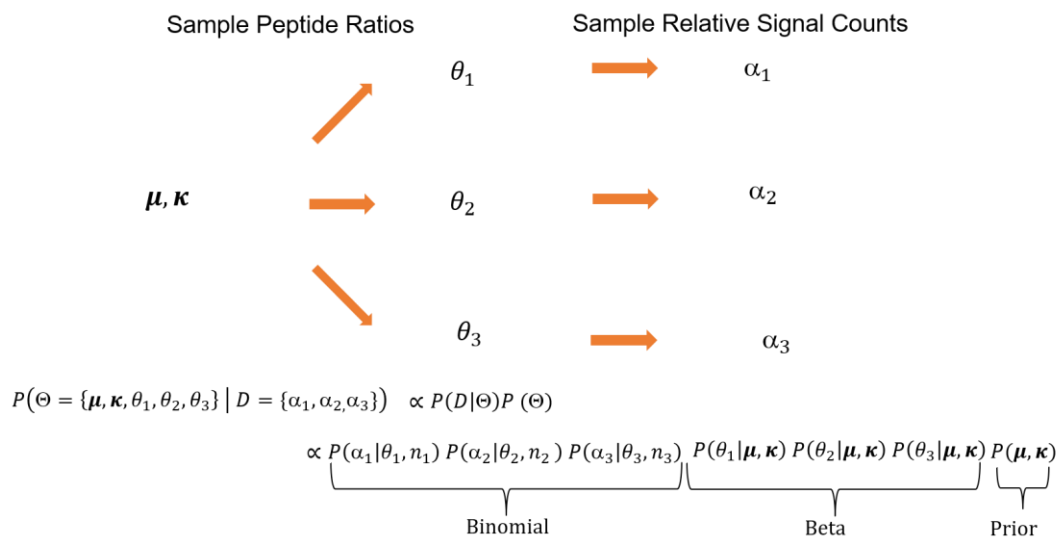 Sample Peptide Ratios Sample Relative Signal Counts
θ₁ α₁
μ, κ θ₂ α₂
θ₃ α₃
P(Θ = {μ, κ, θ₁, θ₂, θ₃} | D = {α₁, α₂,α₃}) ∝ P(D|Θ)P (Θ)
∝ P(α₁|θ₁, n₁) P(α₂|θ₂, n₂) P(α₃|θ₃, n₃) P(θ₁|μ, κ) P(θ₂|μ, κ) P(θ₃|μ, κ) P(μ, κ)
Binomial Beta Prior